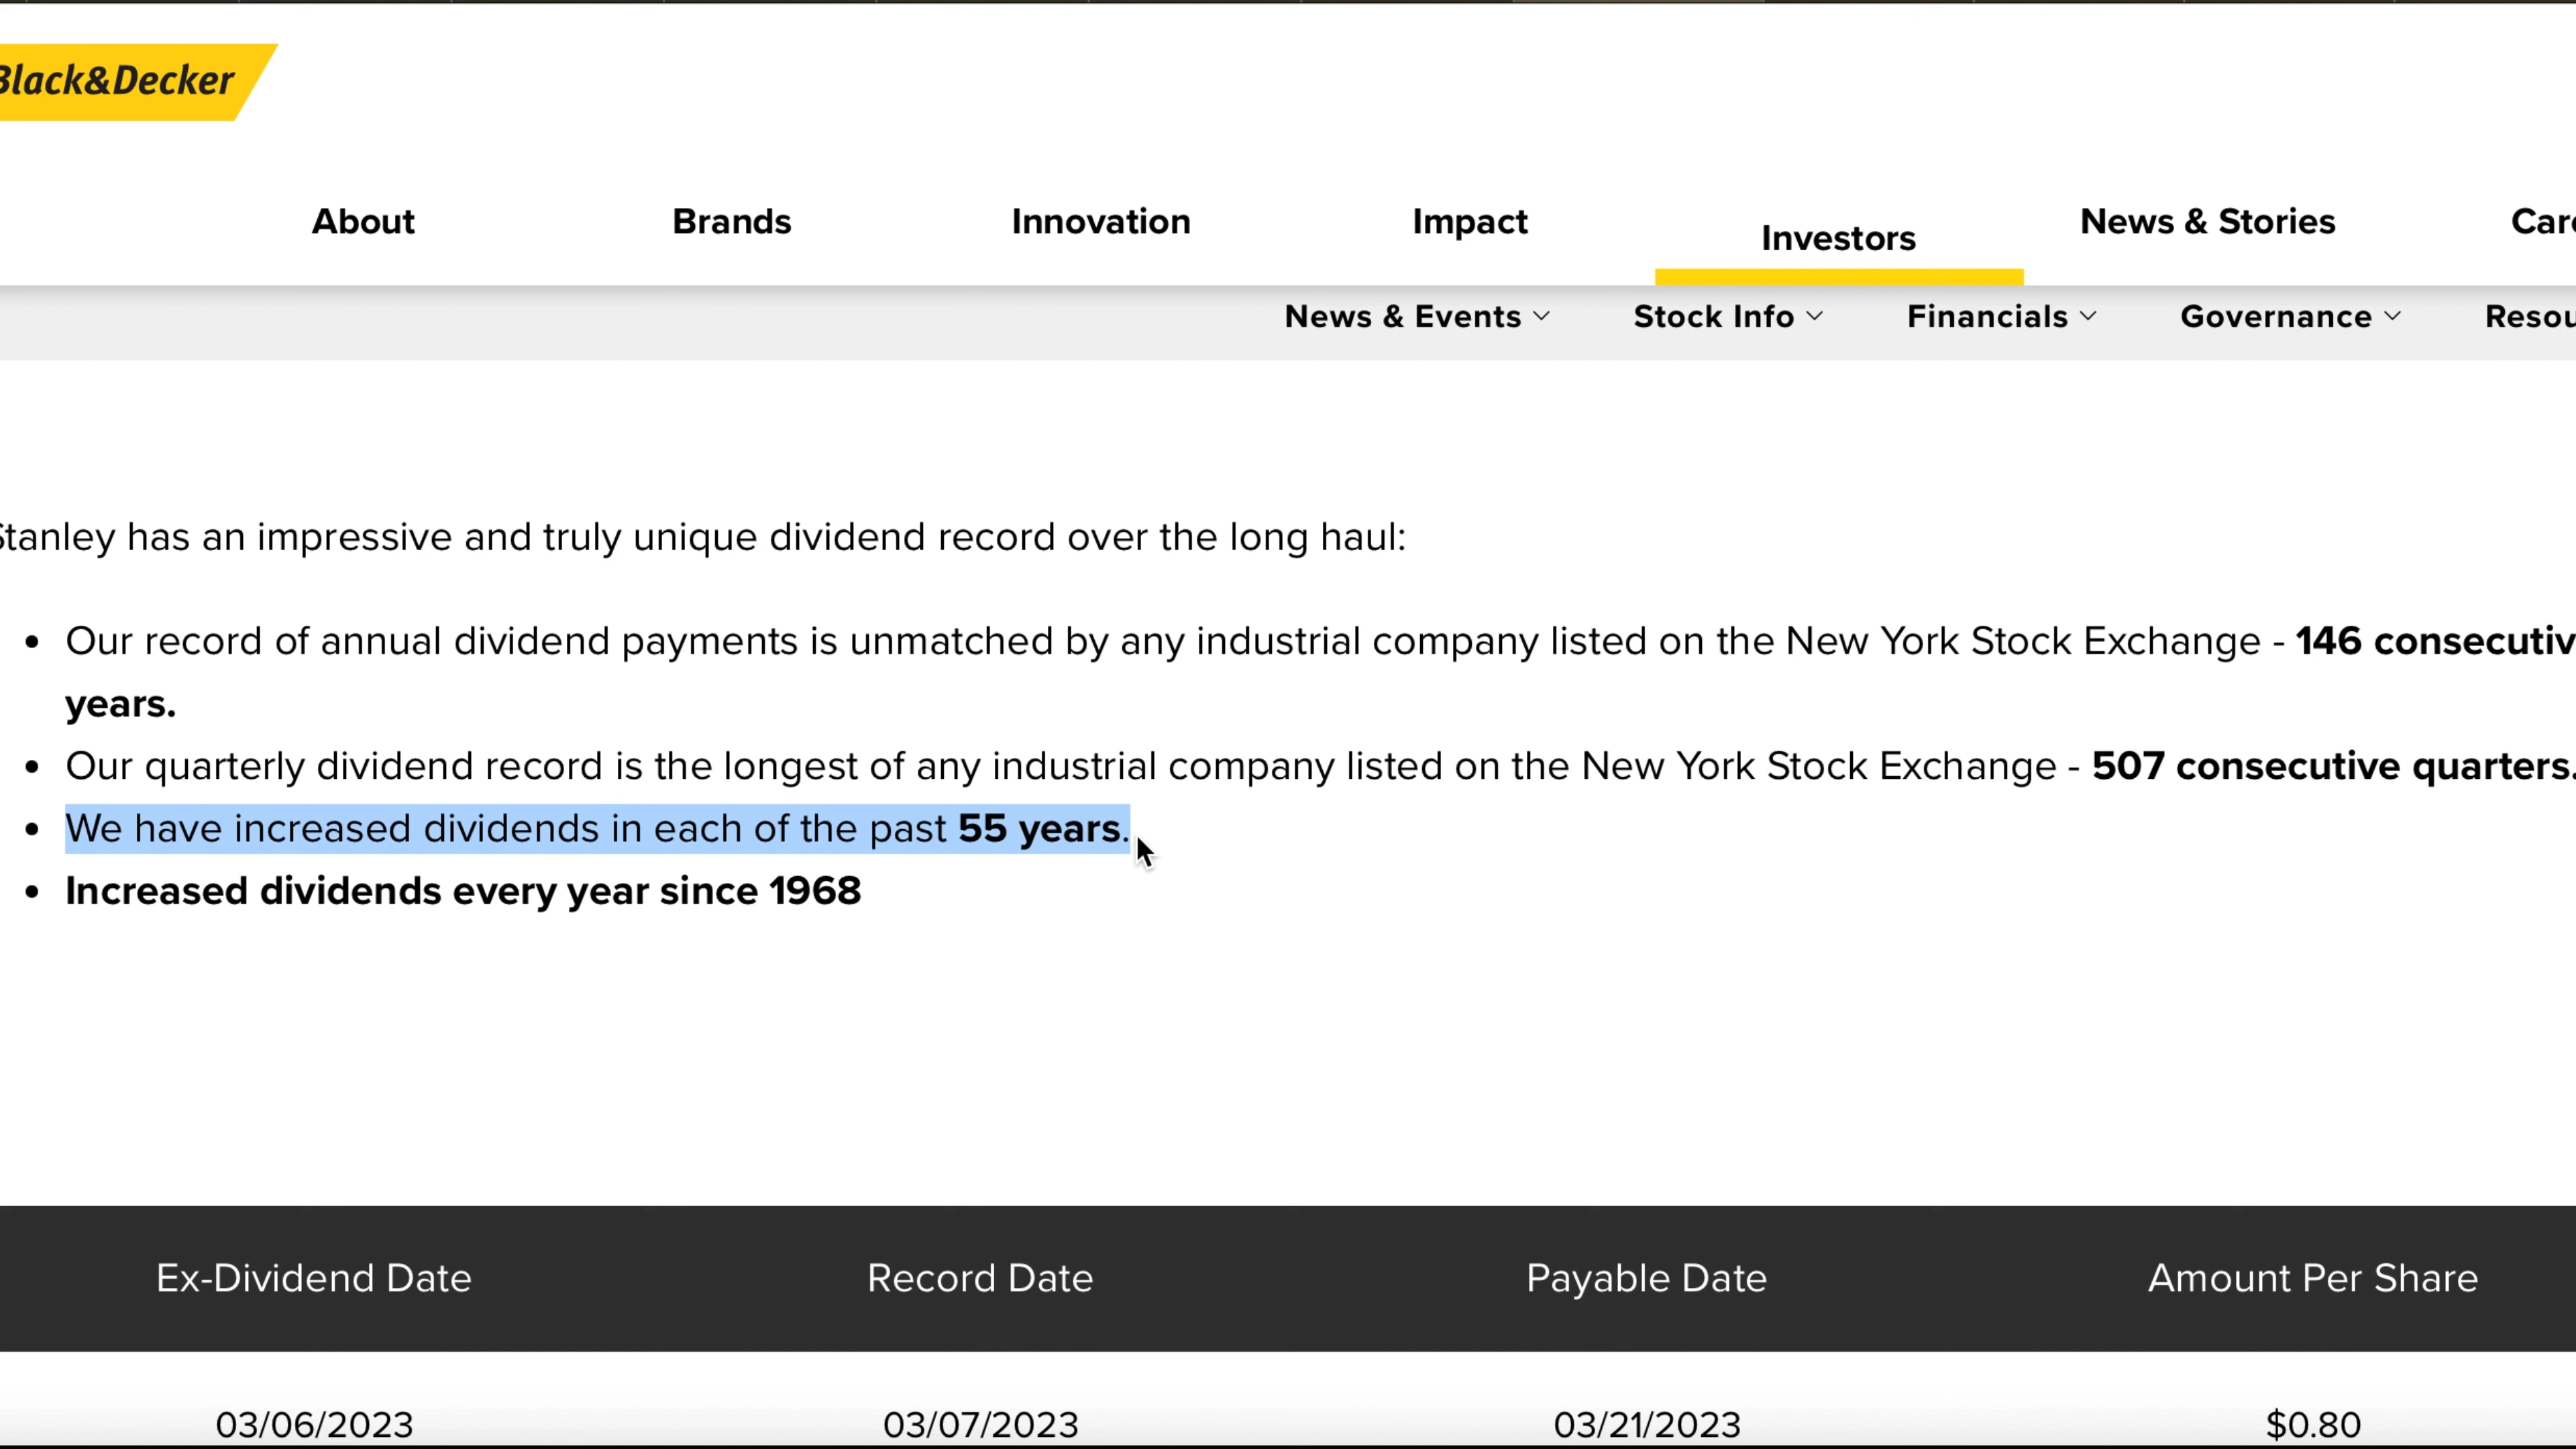 Black&Decker
About Brands Innovation Impact Investors News & Stories
News & Events Stock Info Financials Governance
Stanley has an impressive and truly unique dividend record over the long haul:
• Our record of annual dividend payments is unmatched by any industrial company listed on the New York Stock Exchange - 146 consecutiv
years.
• Our quarterly dividend record is the longest of any industrial company listed on the New York Stock Exchange - 507 consecutive quarters.
• We have increased dividends in each of the past 55 years.
• Increased dividends every year since 1968
Ex-Dividend Date Record Date Payable Date Amount Per Share
03/06/2023 03/07/2023 03/21/2023 $0.80